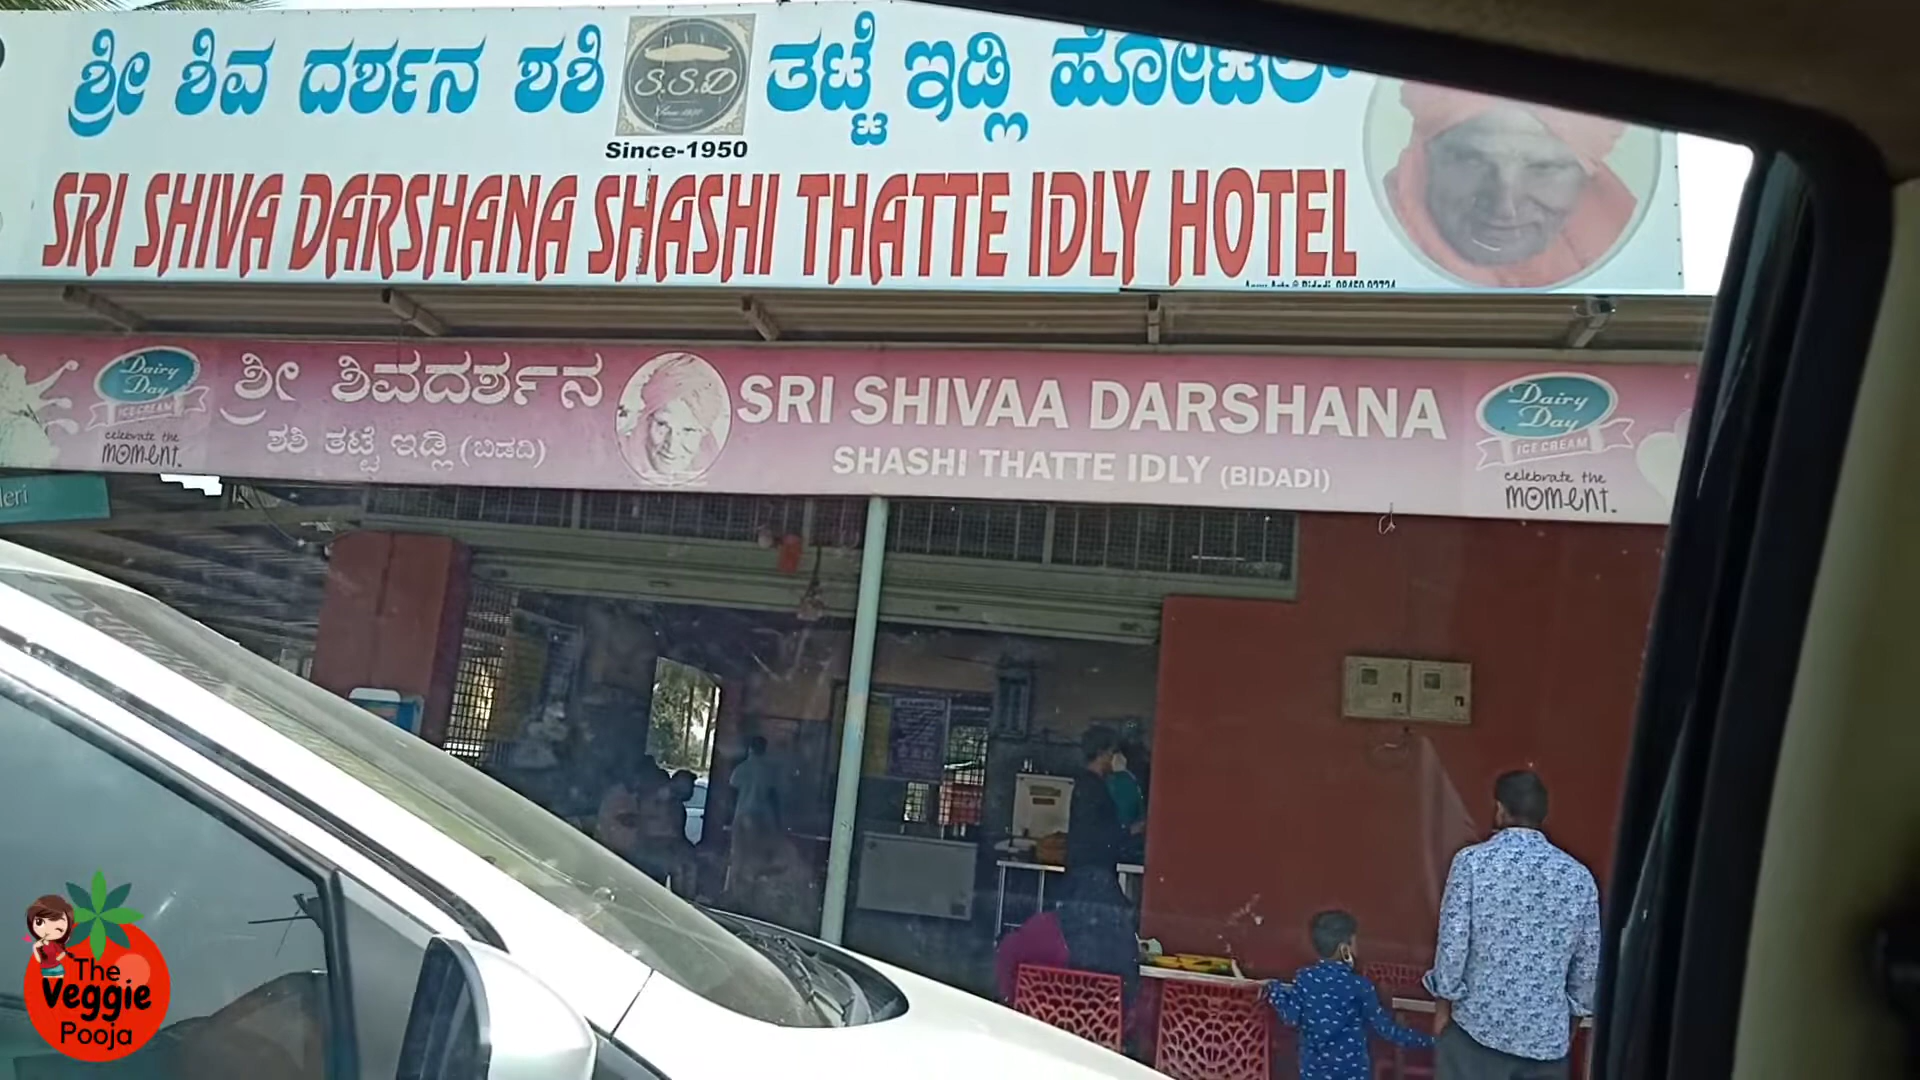 ಶ್ರೀ ಶಿವ ದರ್ಶನ ಶಶಿ S.S.D ತಟ್ಟೆ ಇಡ್ಲಿ ಹೋಟೆಲ್
Since-1950
SRI SHIVA DARSHANA SHASHI THATTE IDLY HOTEL
Dairy Day ICE CREAM
celebrate the moment.
ಶ್ರೀ ಶಿವದರ್ಶನ
ಶಶಿ ತಟ್ಟೆ ಇಡ್ಲಿ (ಬಿಡದಿ)
SRI SHIVAA DARSHANA
SHASHI THATTE IDLY (BIDADI)
Dairy Day ICE CREAM
celebrate the moment.
The
Veggie
Pooja